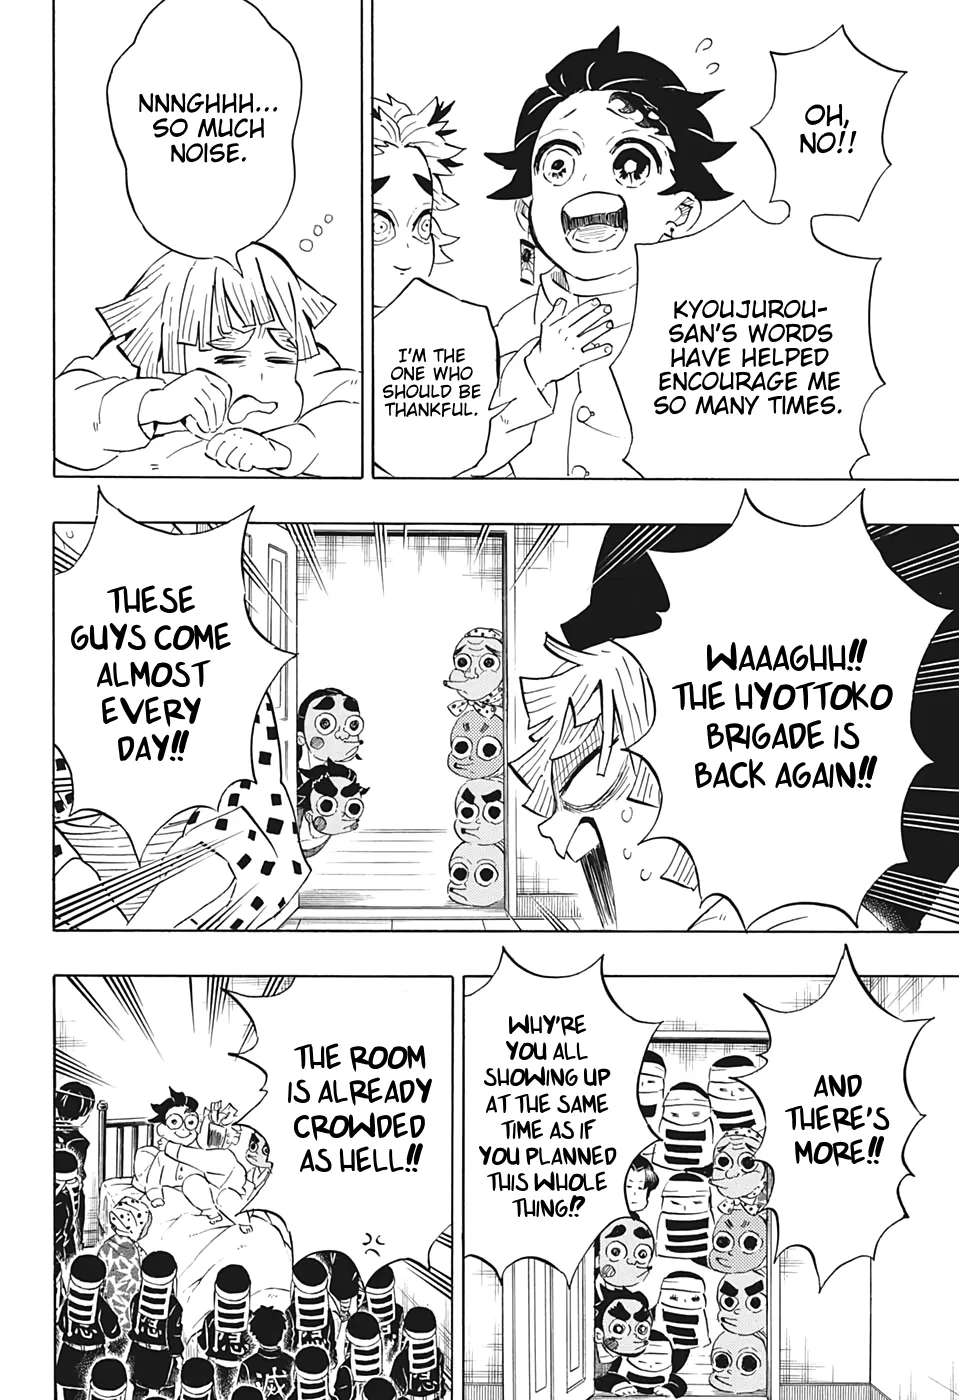 OH,
NO!!
KYOUJUROU-
SAN'S WORDS
HAVE HELPED
ENCOURAGE ME
SO MANY TIMES.
I'M THE
ONE WHO
SHOULD BE
THANKFUL.
NNNGHHH...
SO MUCH
NOISE.
WAAAGHH!!
THE HYOTTOKO
BRIGADE IS
BACK AGAIN!!
THESE
GUYS COME
ALMOST
EVERY
DAY!!
AND
THERE'S
MORE!!
WHY'RE
YOU ALL
SHOWING UP
AT THE SAME
TIME AS IF
YOU PLANNED
THIS WHOLE
THING!?
THE ROOM
IS ALREADY
CROWDED
AS HELL!!
滅